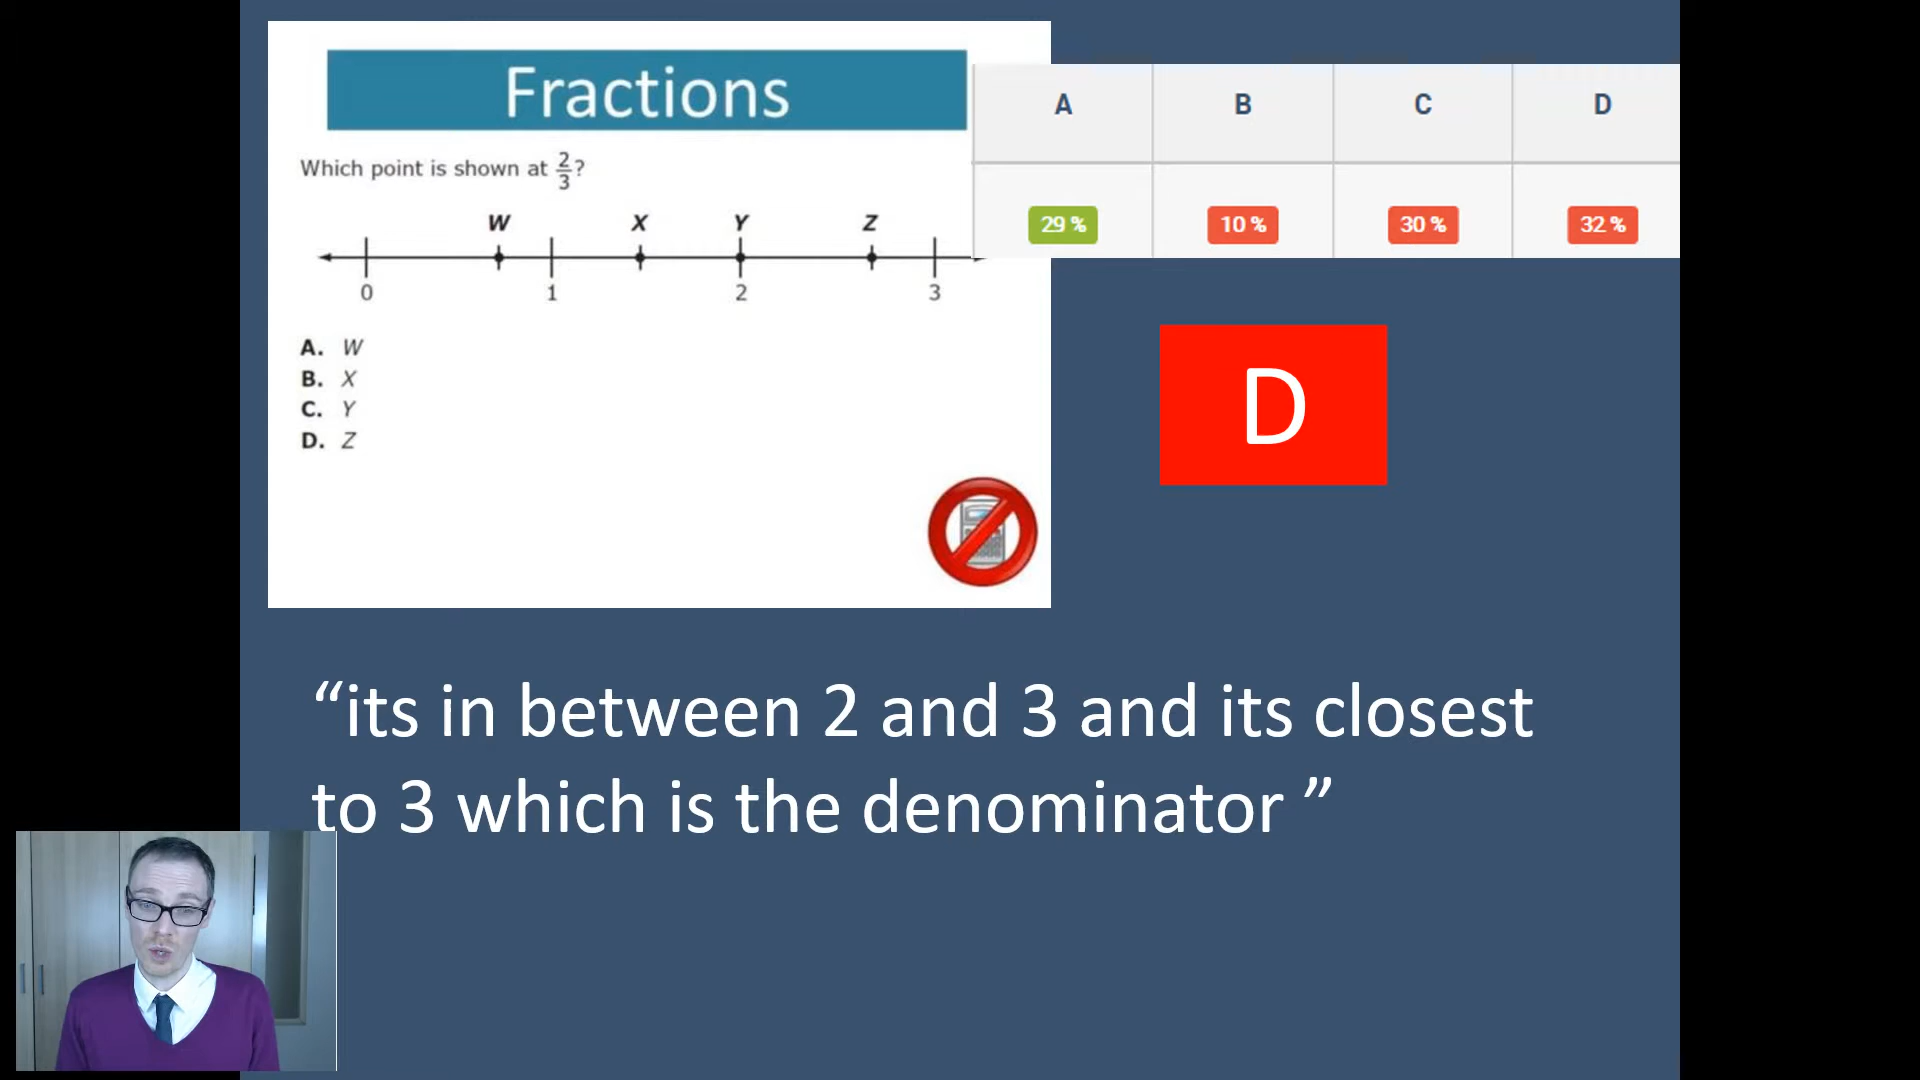 Fractions
Which point is shown at 2/3?
W X Y Z
0 1 2 3
A. W
B. X
C. Y
D. Z
A B C D
29 % 10 % 30 % 32 %
D
“its in between 2 and 3 and its closest
to 3 which is the denominator ”